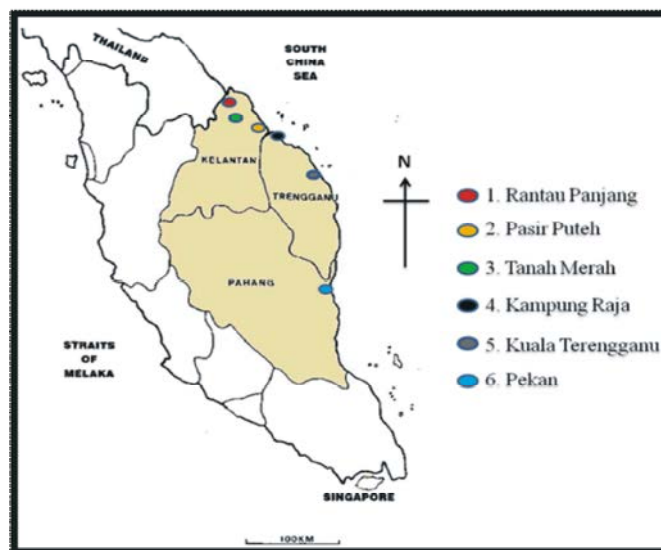 THAILAND
SOUTH
CHINA
SEA
KELANTAN
TRENGGANU
PAHANG
STRAITS
OF
MELAKA
SINGAPORE
100KM
N
1. Rantau Panjang
2. Pasir Puteh
3. Tanah Merah
4. Kampung Raja
5. Kuala Terengganu
6. Pekan